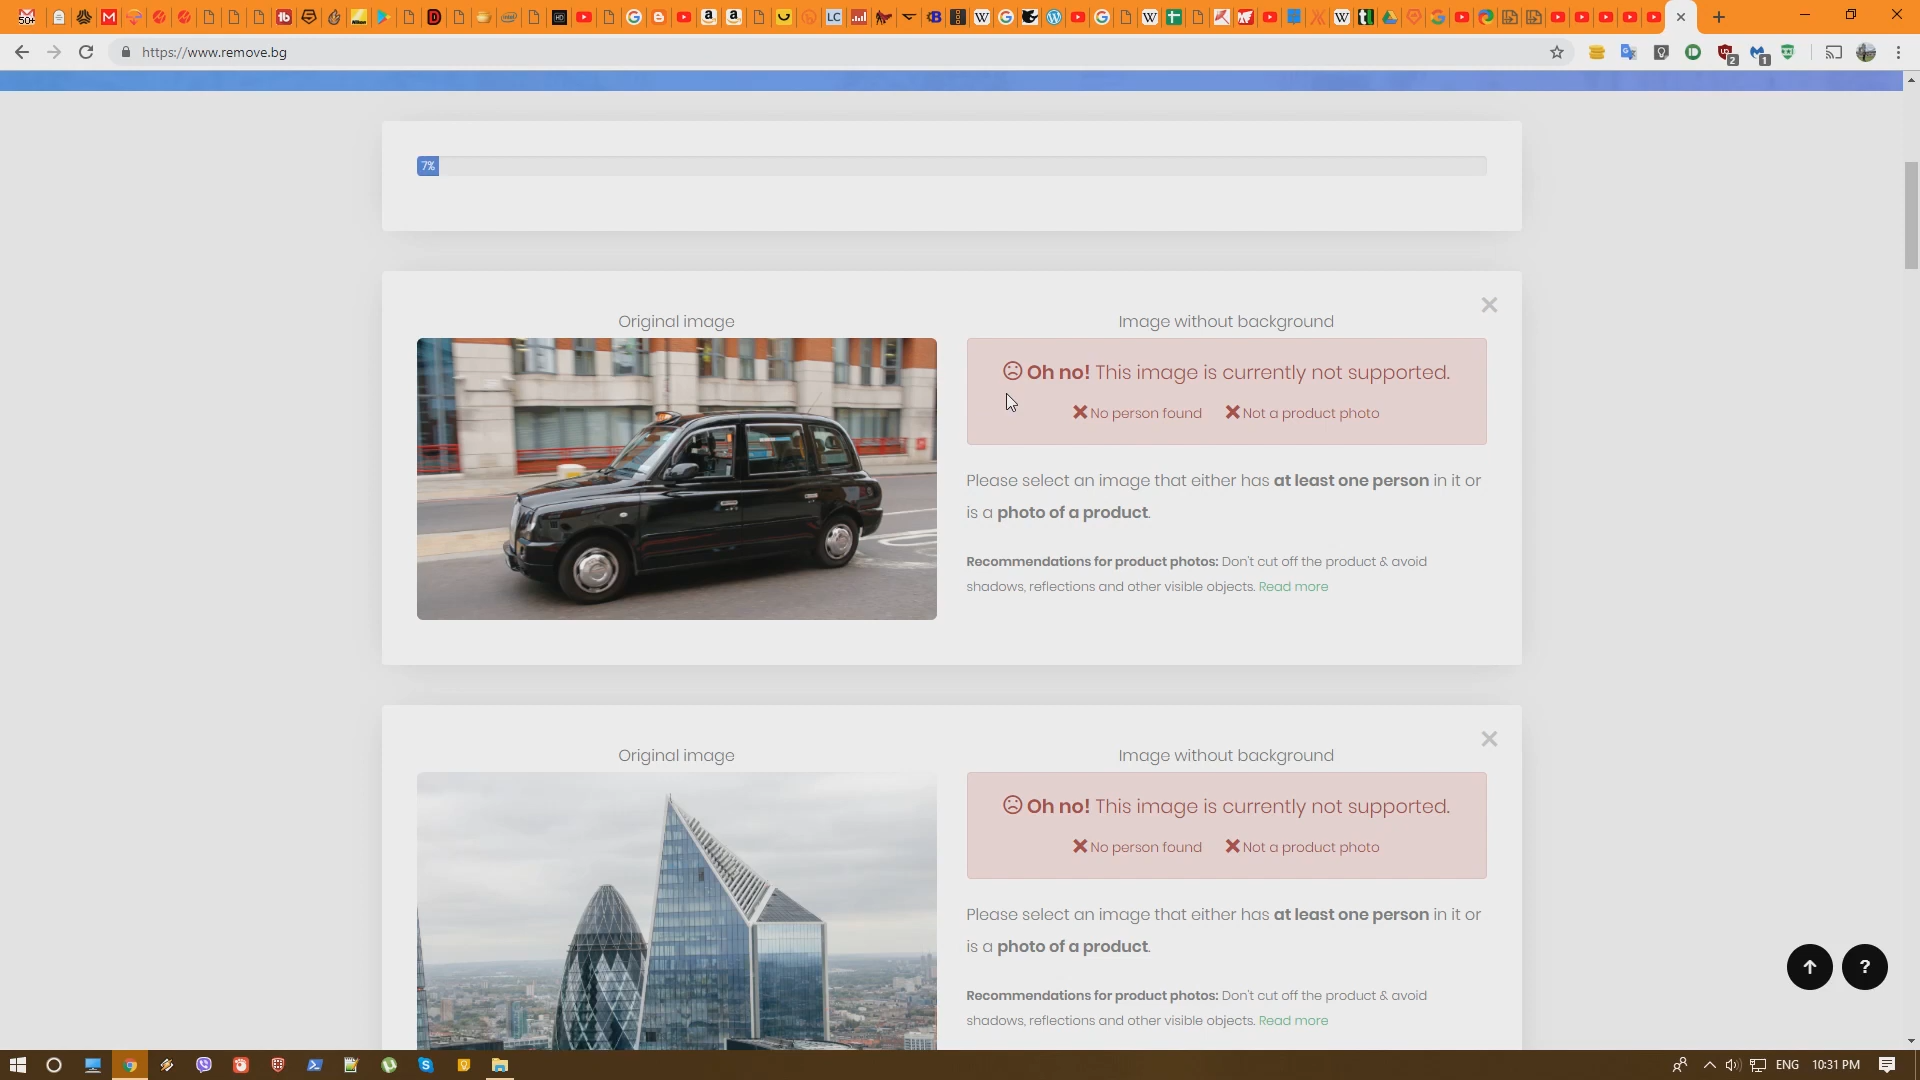 50+
https://www.remove.bg
2
1
7%
Original image
Image without background
Oh no! This image is currently not supported.
No person found Not a product photo
Please select an image that either has at least one person in it or
is a photo of a product.
Recommendations for product photos: Don't cut off the product & avoid
shadows, reflections and other visible objects. Read more
Original image
Image without background
Oh no! This image is currently not supported.
No person found Not a product photo
Please select an image that either has at least one person in it or
is a photo of a product.
Recommendations for product photos: Don't cut off the product & avoid
shadows, reflections and other visible objects. Read more
?
ENG 10:31 PM